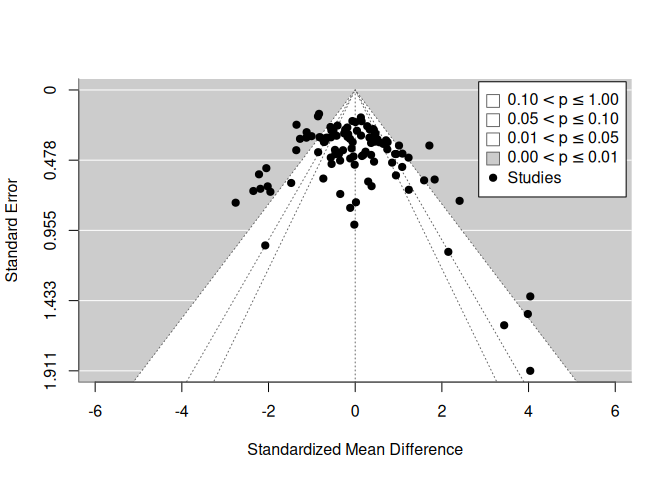 0.10 < p ≤ 1.00
0.05 < p ≤ 0.10
0.01 < p ≤ 0.05
0.00 < p ≤ 0.01
Studies
0
0.478
0.955
1.433
1.911
Standard Error
-6 -4 -2 0 2 4 6
Standardized Mean Difference